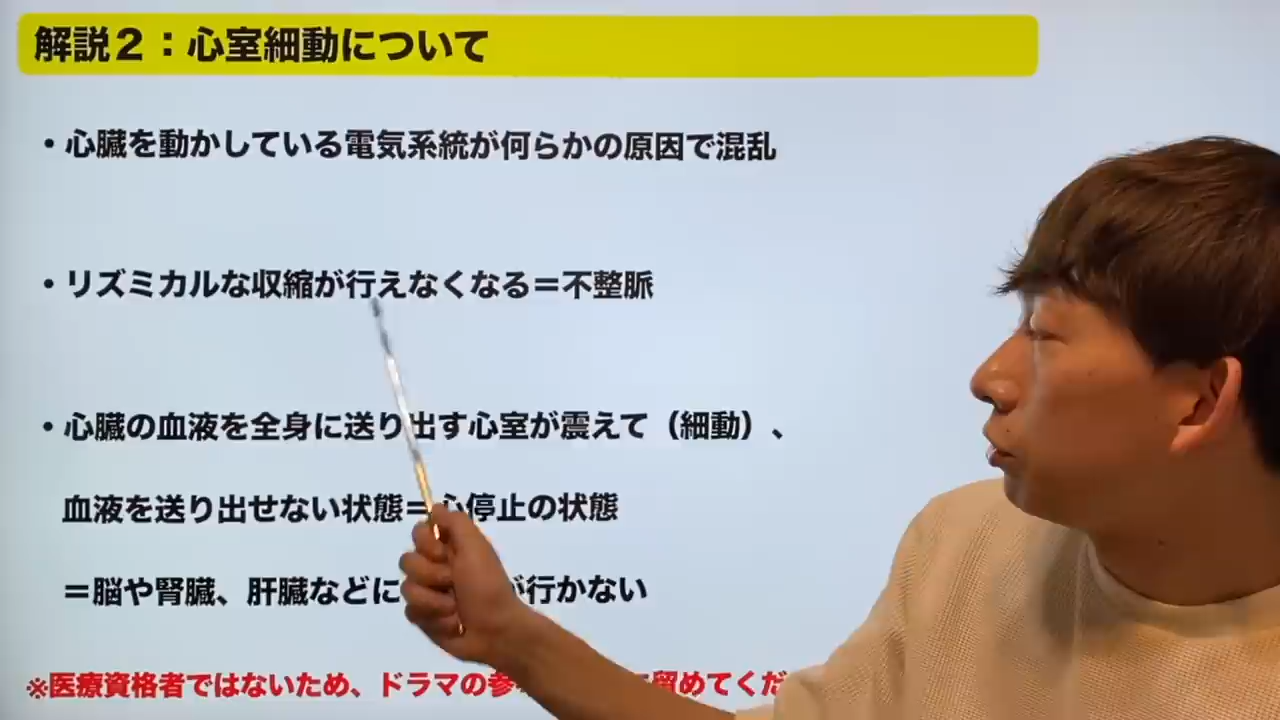 解説2：心室細動について
・心臓を動かしている電気系統が何らかの原因で混乱
・リズミカルな収縮が行えなくなる＝不整脈
・心臓の血液を全身に送り出す心室が震えて（細動）、
血液を送り出せない状態＝心停止の状態
＝脳や腎臓、肝臓などに 行かない
※医療資格者ではないため、ドラマの参 留めてくだ